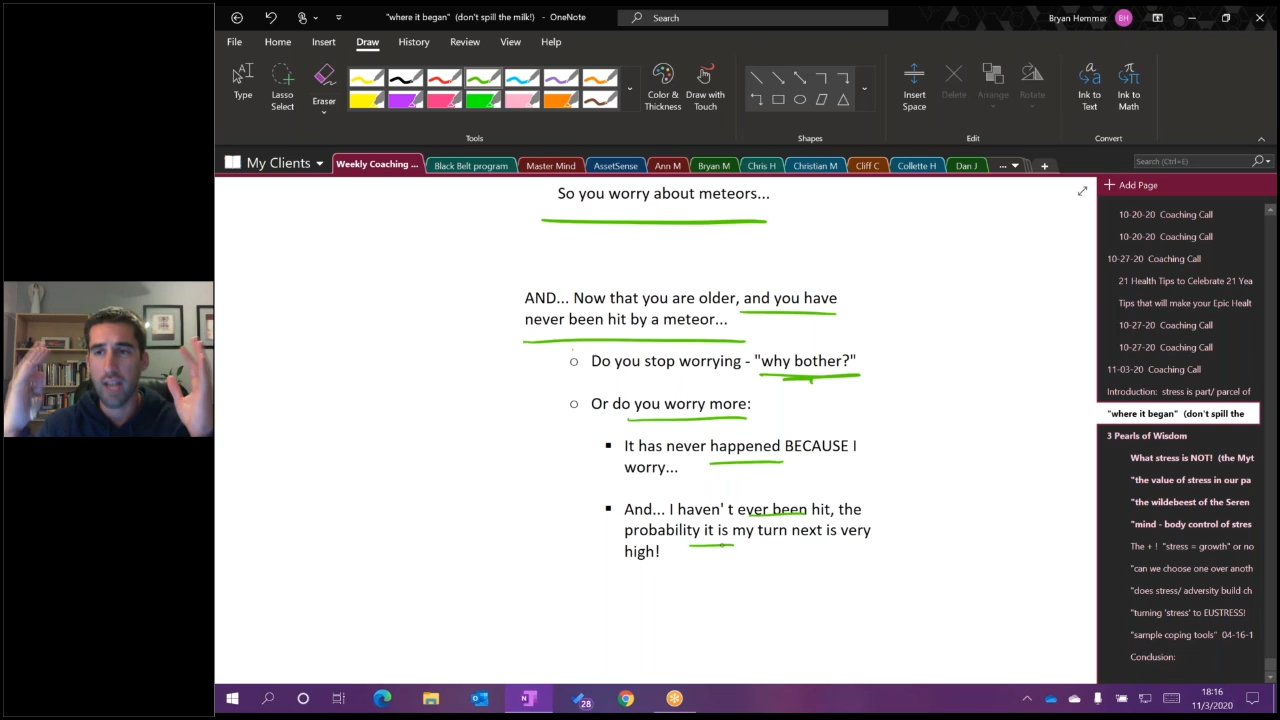 "where it began"  (don't spill the milk!)  -  OneNote
Search
Bryan Hemmer
BH
File
Home
Insert
Draw
History
Review
View
Help
Type
Lasso
Select
Eraser
Color &
Thickness
Draw with
Touch
Insert
Space
Delete
Arrange
Rotate
Ink to
Text
Ink to
Math
Tools
Shapes
Edit
Convert
My Clients
Weekly Coaching ...
Black Belt program
Master Mind
AssetSense
Ann M
Bryan M
Chris H
Christian M
Cliff C
Collette H
Dan J
...
Search (Ctrl+E)
So you worry about meteors...
AND... Now that you are older, and you have
never been hit by a meteor...
○ Do you stop worrying - "why bother?"
○ Or do you worry more:
▪ It has never happened BECAUSE I
worry...
▪ And... I haven' t ever been hit, the
probability it is my turn next is very
high!
Add Page
10-20-20  Coaching Call
10-20-20  Coaching Call
10-27-20  Coaching Call
21 Health Tips to Celebrate 21 Yea
Tips that will make your Epic Healt
10-27-20  Coaching Call
10-27-20  Coaching Call
11-03-20  Coaching Call
Introduction:  stress is part/ parcel of
"where it began"  (don't spill the
3 Pearls of Wisdom
What stress is NOT!  (the Myt
"the value of stress in our pa
"the wildebeest of the Seren
"mind - body control of stres
The + !  "stress = growth" or no
"can we choose one over anoth
"does stress/ adversity build ch
"turning 'stress' to EUSTRESS!
"sample coping tools"  04-16-1
Conclusion:
28
18:16
11/3/2020